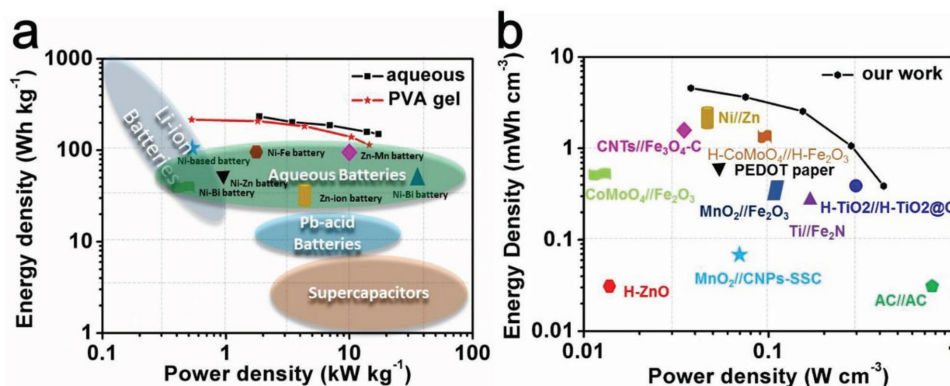 a
Energy density (Wh kg⁻¹)
1000
100
10
1
0.1
1
10
100
Power density (kW kg⁻¹)
aqueous
PVA gel
Li-ion
Batteries
Ni-based battery
Ni-Fe battery
Zn-Mn battery
Aqueous Batteries
Ni-Zn battery
Ni-Bi battery
Zn-ion battery
Ni-Bi battery
Pb-acid
Batteries
Supercapacitors
b
Energy Density (mWh cm⁻³)
10
1
0.1
0.01
0.01
0.1
Power density (W cm⁻³)
our work
Ni//Zn
CNTs//Fe₃O₄-C
H-CoMoO₄//H-Fe₂O₃
PEDOT paper
CoMoO₄//Fe₂O₃
MnO₂//Fe₂O₃
H-TiO2//H-TiO2@C
Ti//Fe₂N
MnO₂//CNPs-SSC
H-ZnO
AC//AC